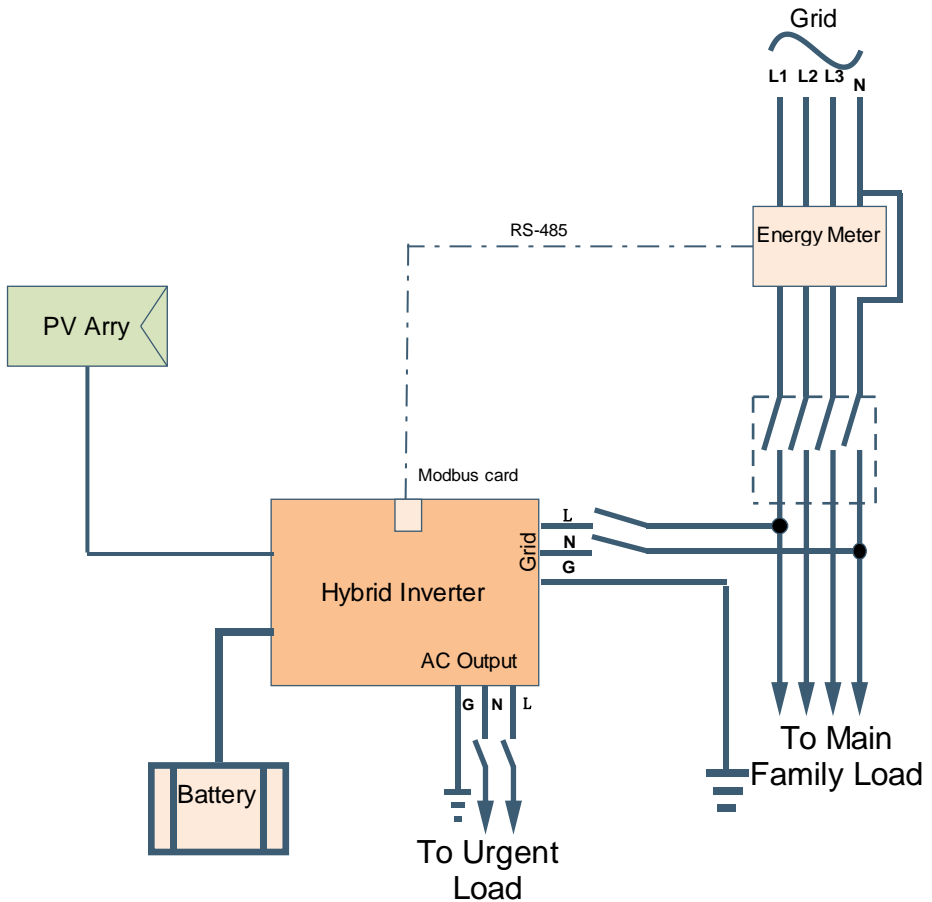 Grid
L1 L2 L3 N
Energy Meter
RS-485
PV Arry
Modbus card
L
N
G
Grid
Hybrid Inverter
AC Output
G N L
Battery
To Urgent
Load
To Main
Family Load